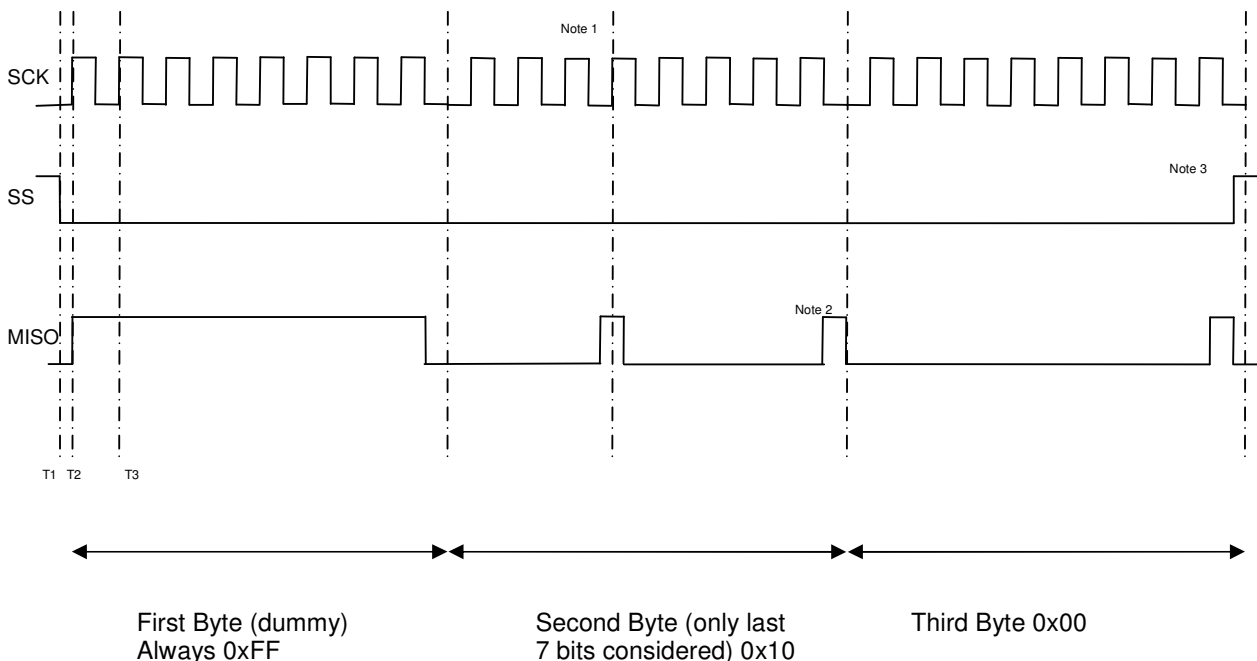 Note 1
SCK
Note 3
SS
Note 2
MISO
T1 T2 T3
First Byte (dummy)
Always 0xFF
Second Byte (only last
7 bits considered) 0x10
Third Byte 0x00